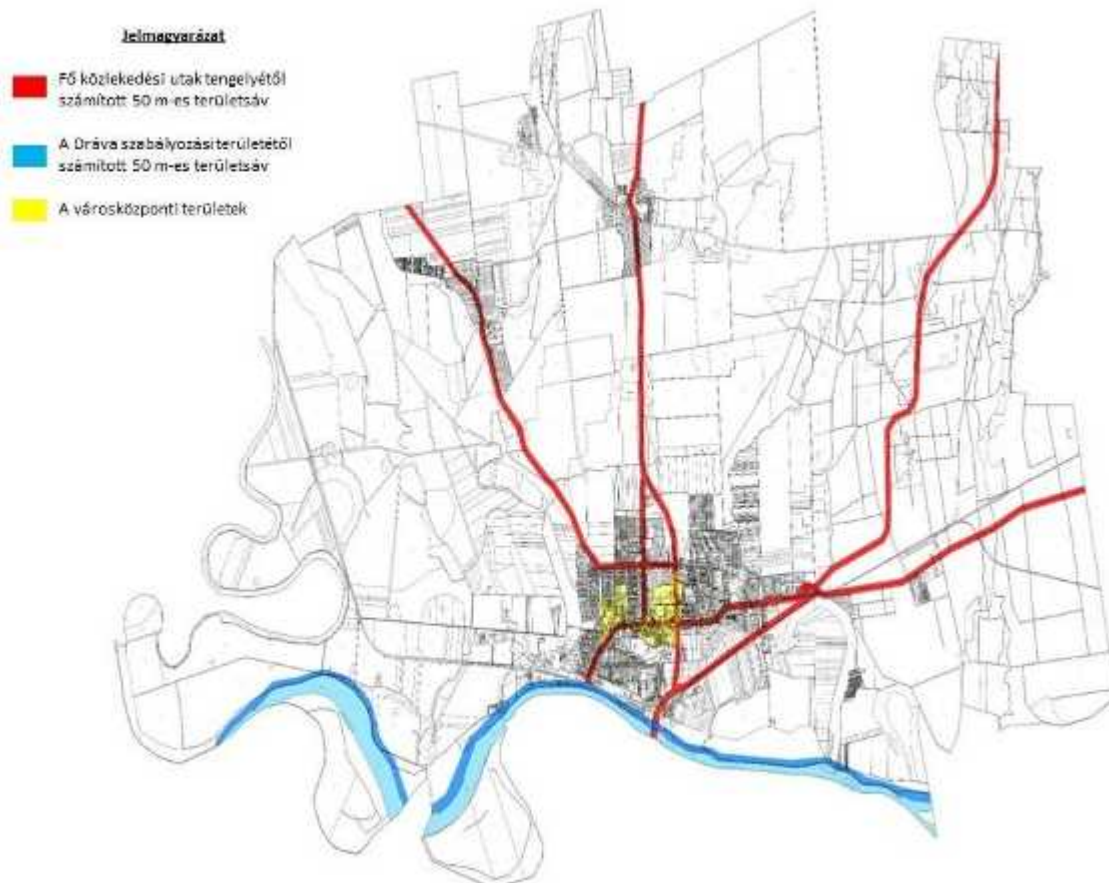 Jelmagyarázat
Fő közlekedési utak tengelyétől
számított 50 m-es területsáv
A Dráva szabályozási területétől
számított 50 m-es területsáv
A városközponti területek